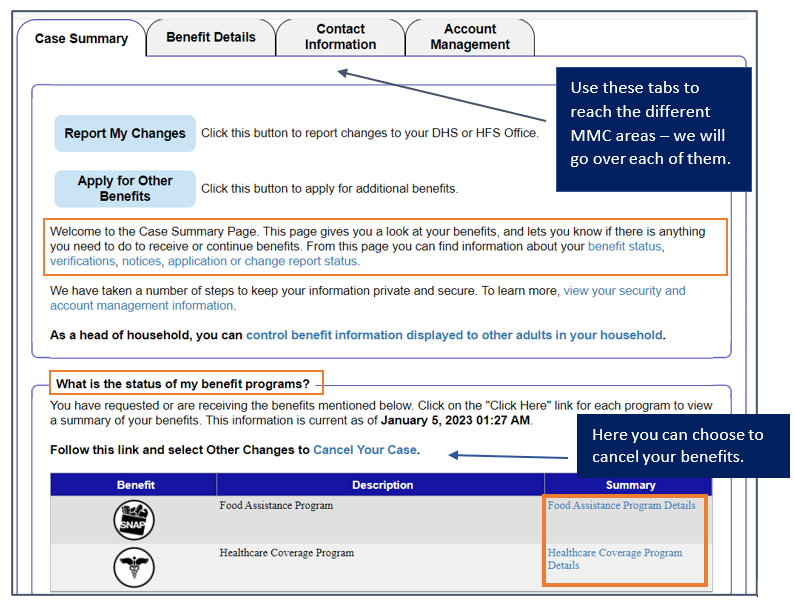 Case Summary
Benefit Details
Contact
Information
Account
Management
Use these tabs to
reach the different
MMC areas – we will
go over each of them.
Report My Changes
Click this button to report changes to your DHS or HFS Office.
Apply for Other
Benefits
Click this button to apply for additional benefits.
Welcome to the Case Summary Page. This page gives you a look at your benefits, and lets you know if there is anything
you need to do to receive or continue benefits. From this page you can find information about your benefit status,
verifications, notices, application or change report status.
We have taken a number of steps to keep your information private and secure. To learn more, view your security and
account management information.
As a head of household, you can control benefit information displayed to other adults in your household.
What is the status of my benefit programs?
You have requested or are receiving the benefits mentioned below. Click on the "Click Here" link for each program to view
a summary of your benefits. This information is current as of January 5, 2023 01:27 AM.
Here you can choose to
cancel your benefits.
Follow this link and select Other Changes to Cancel Your Case.
Benefit Description Summary
SNAP
Food Assistance Program
Food Assistance Program Details
Healthcare Coverage Program
Healthcare Coverage Program
Details